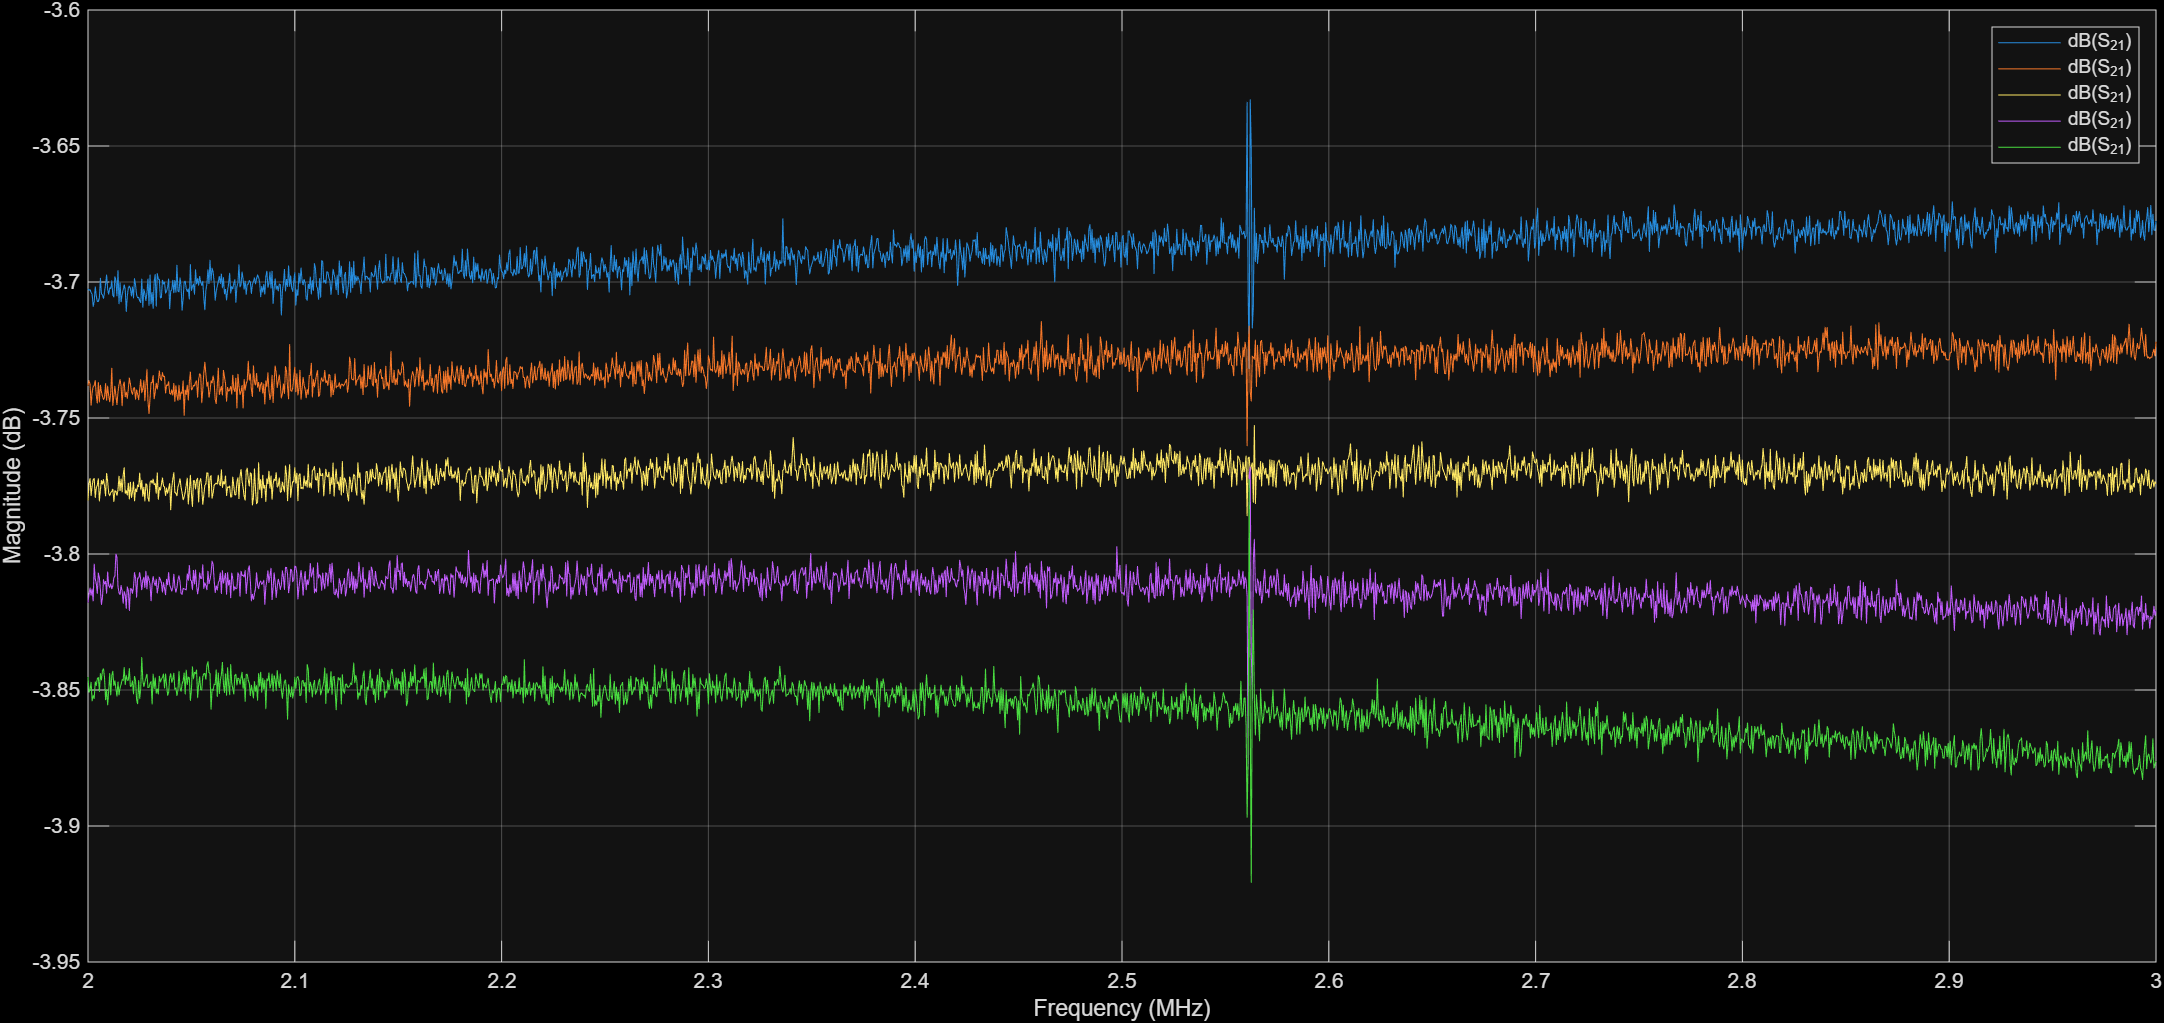 -3.6
-3.65
-3.7
-3.75
-3.8
-3.85
-3.9
-3.95
Magnitude (dB)
dB(S21)
dB(S21)
dB(S21)
dB(S21)
dB(S21)
2 2.1 2.2 2.3 2.4 2.5 2.6 2.7 2.8 2.9 3
Frequency (MHz)